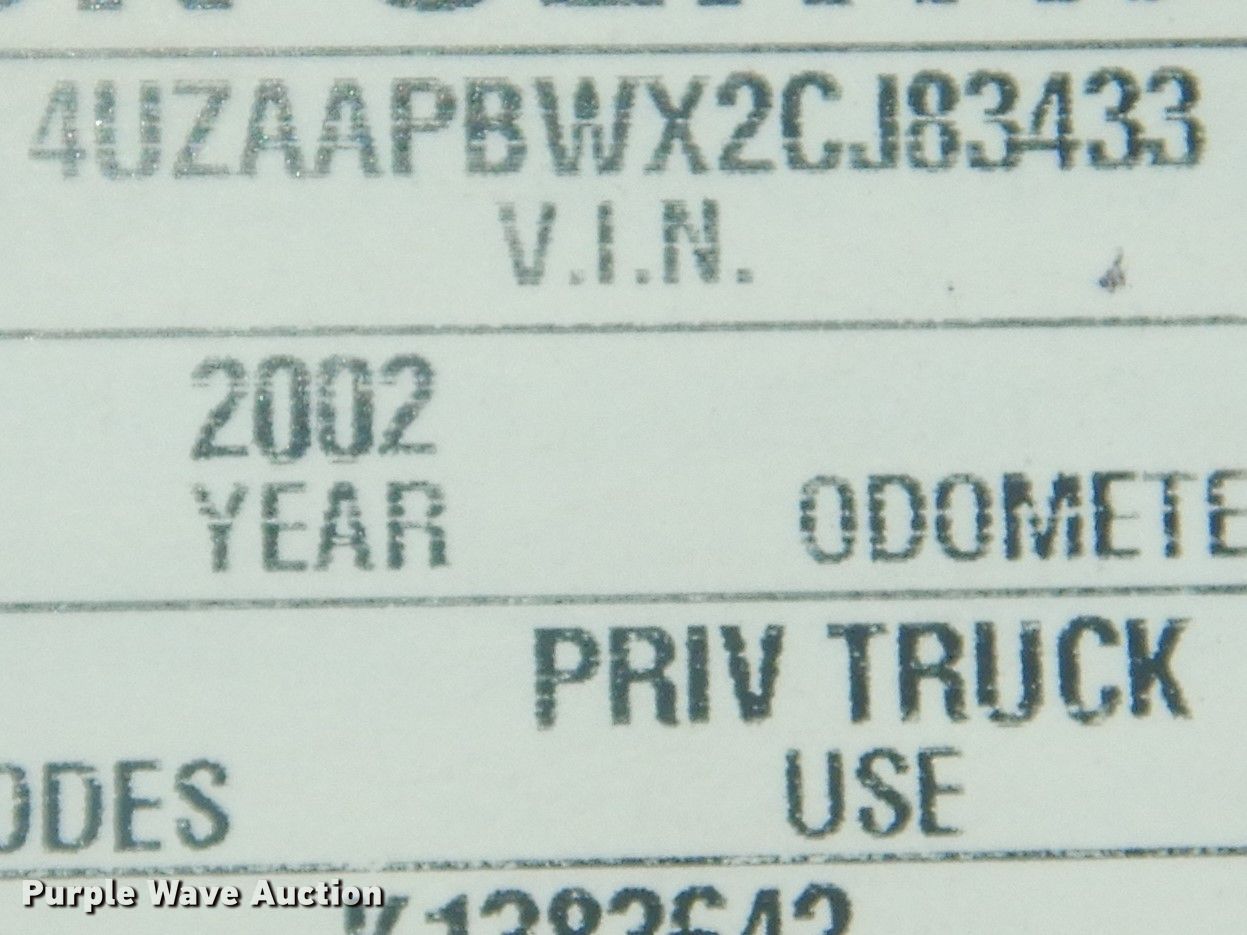 4UZAAPBWX2CJ83433
V.I.N.
2002
YEAR
ODOMETE
PRIV TRUCK
ODES
USE
Purple Wave Auction